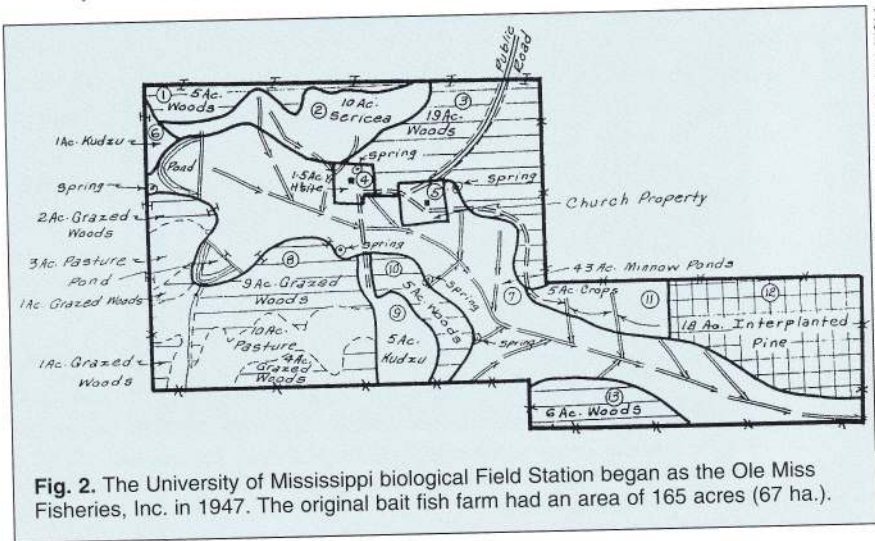 Public
Road
①
5 Ac.
Woods
②
10 Ac.
Sericea
③
19 Ac.
Woods
⑥
1 Ac. Kudzu
Pond
Spring
1.5 Ac.
H Site
④
Spring
⑤
Spring
Church Property
2 Ac. Grazed
Woods
3 Ac. Pasture
Pond
1 Ac. Grazed Woods
⑧
9 Ac. Grazed
Woods
Spring
⑩
5 Ac. Woods
Spring
⑦
43 Ac. Minnow Ponds
5 Ac. Crops
⑪
⑫
18 Ac. Interplanted
Pine
1 Ac. Grazed
Woods
10 Ac.
Pasture
4 Ac.
Grazed
Woods
⑨
5 Ac.
Kudzu
Spring
⑬
6 Ac. Woods
Fig. 2. The University of Mississippi biological Field Station began as the Ole Miss
Fisheries, Inc. in 1947. The original bait fish farm had an area of 165 acres (67 ha.).